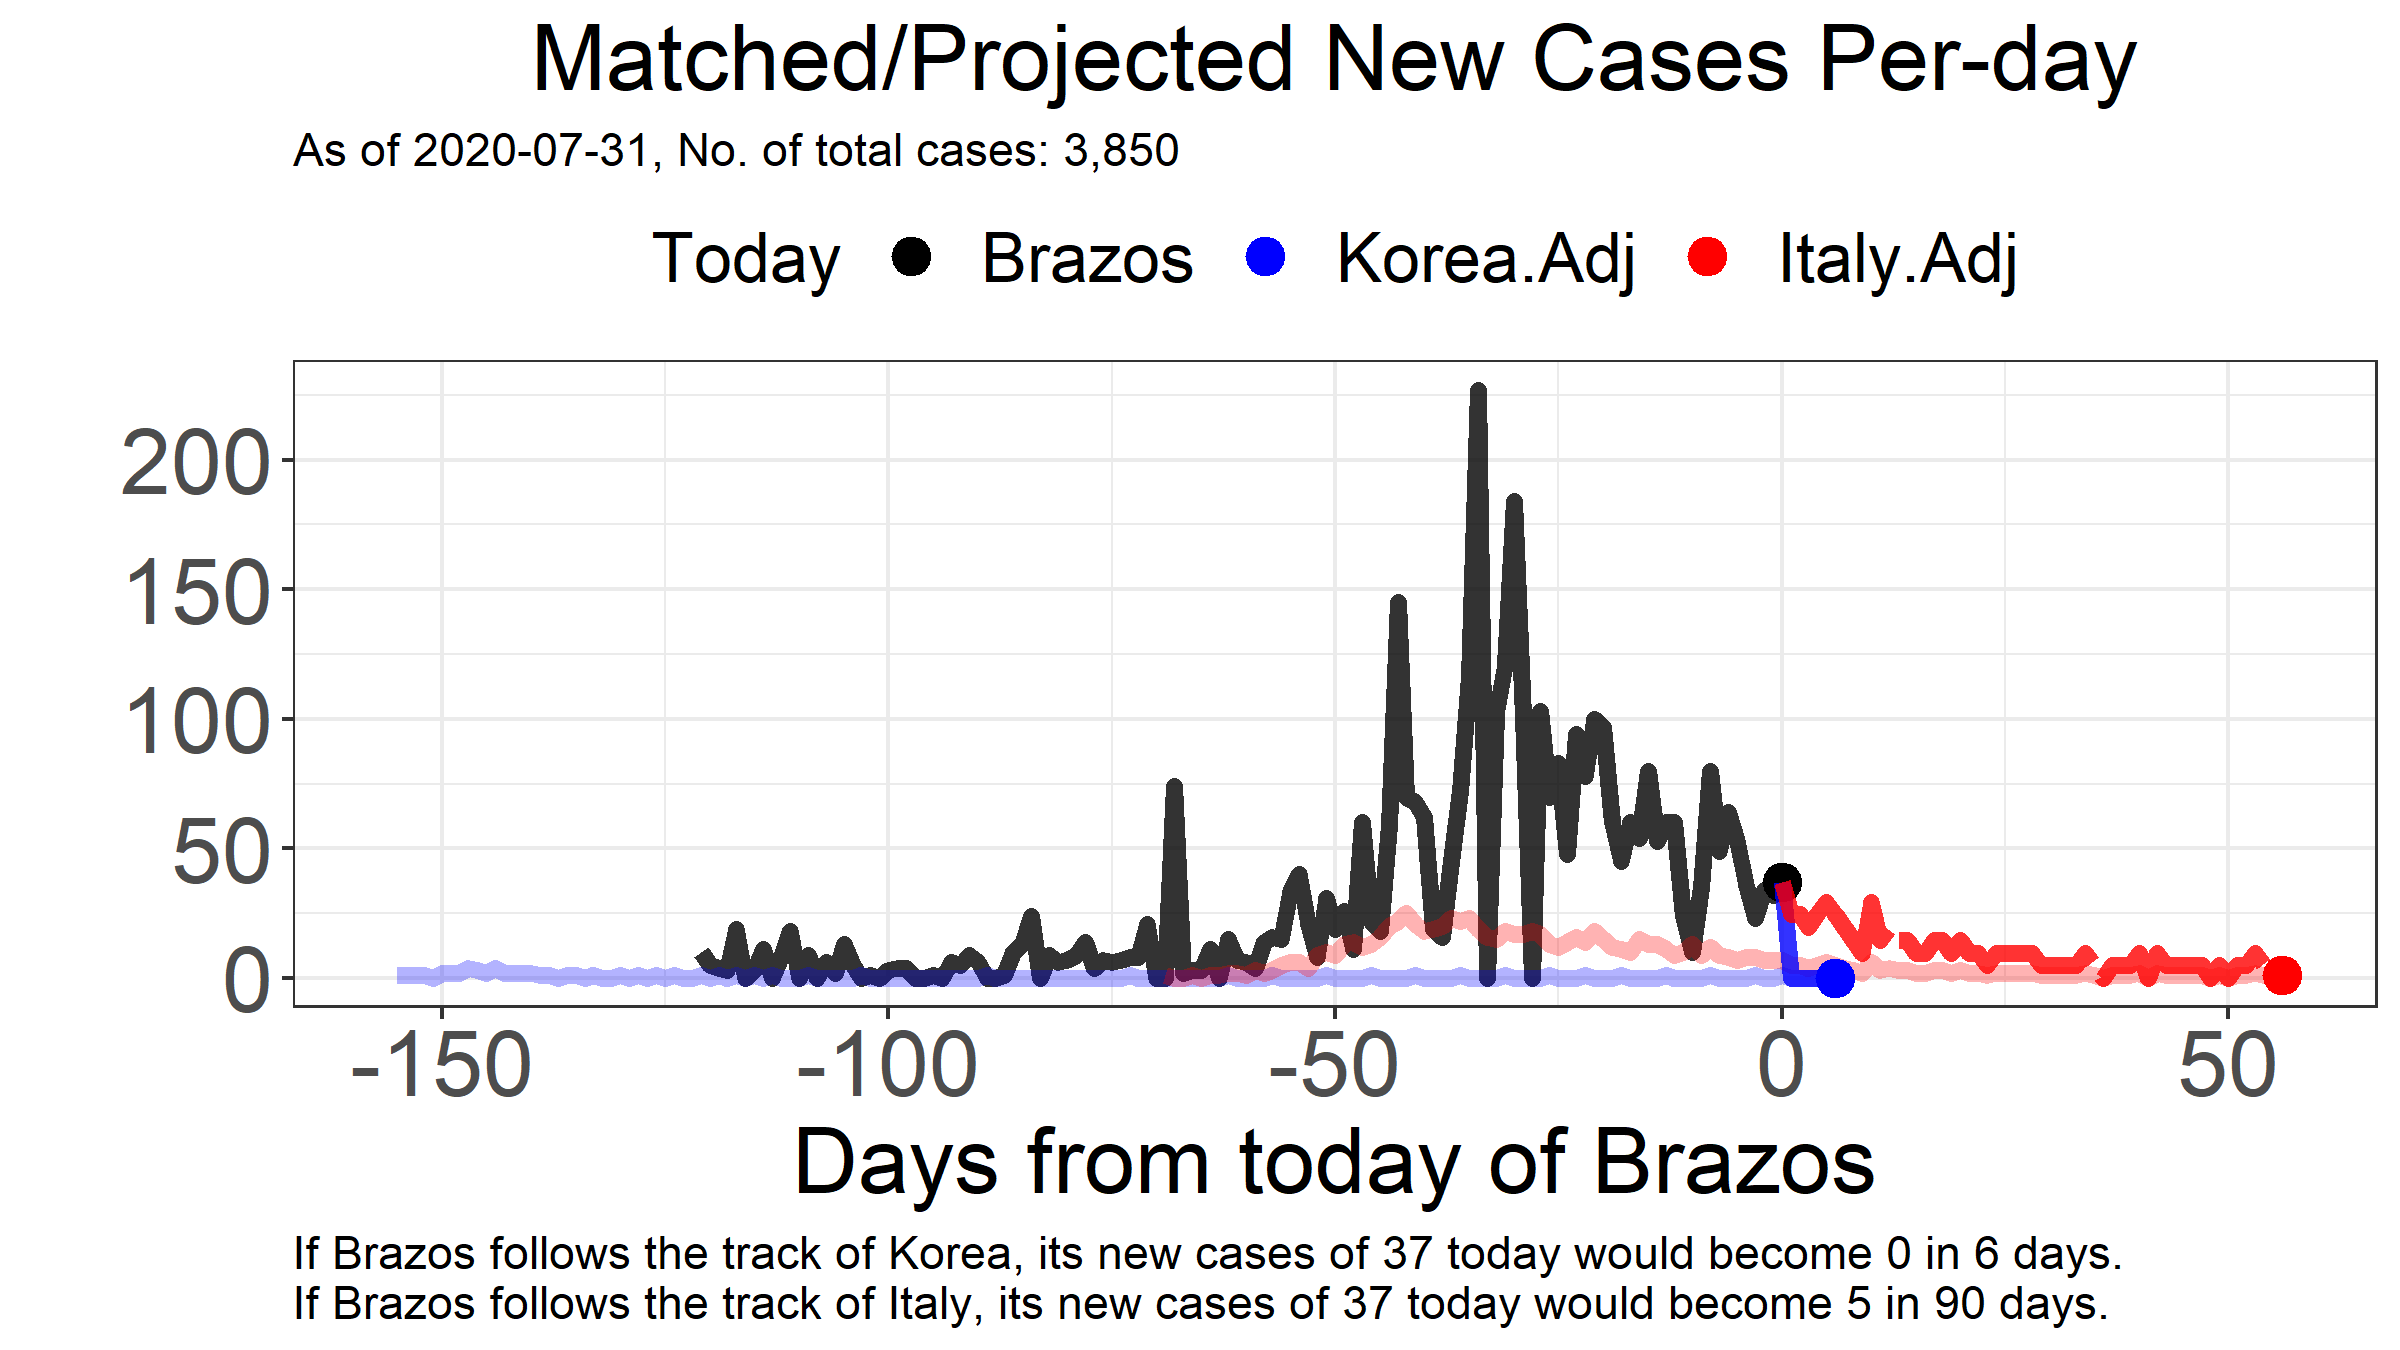 Matched/Projected New Cases Per-day
As of 2020-07-31, No. of total cases: 3,850
Today Brazos Korea.Adj Italy.Adj
200
150
100
50
0
-150 -100 -50 0 50
Days from today of Brazos
If Brazos follows the track of Korea, its new cases of 37 today would become 0 in 6 days.
If Brazos follows the track of Italy, its new cases of 37 today would become 5 in 90 days.